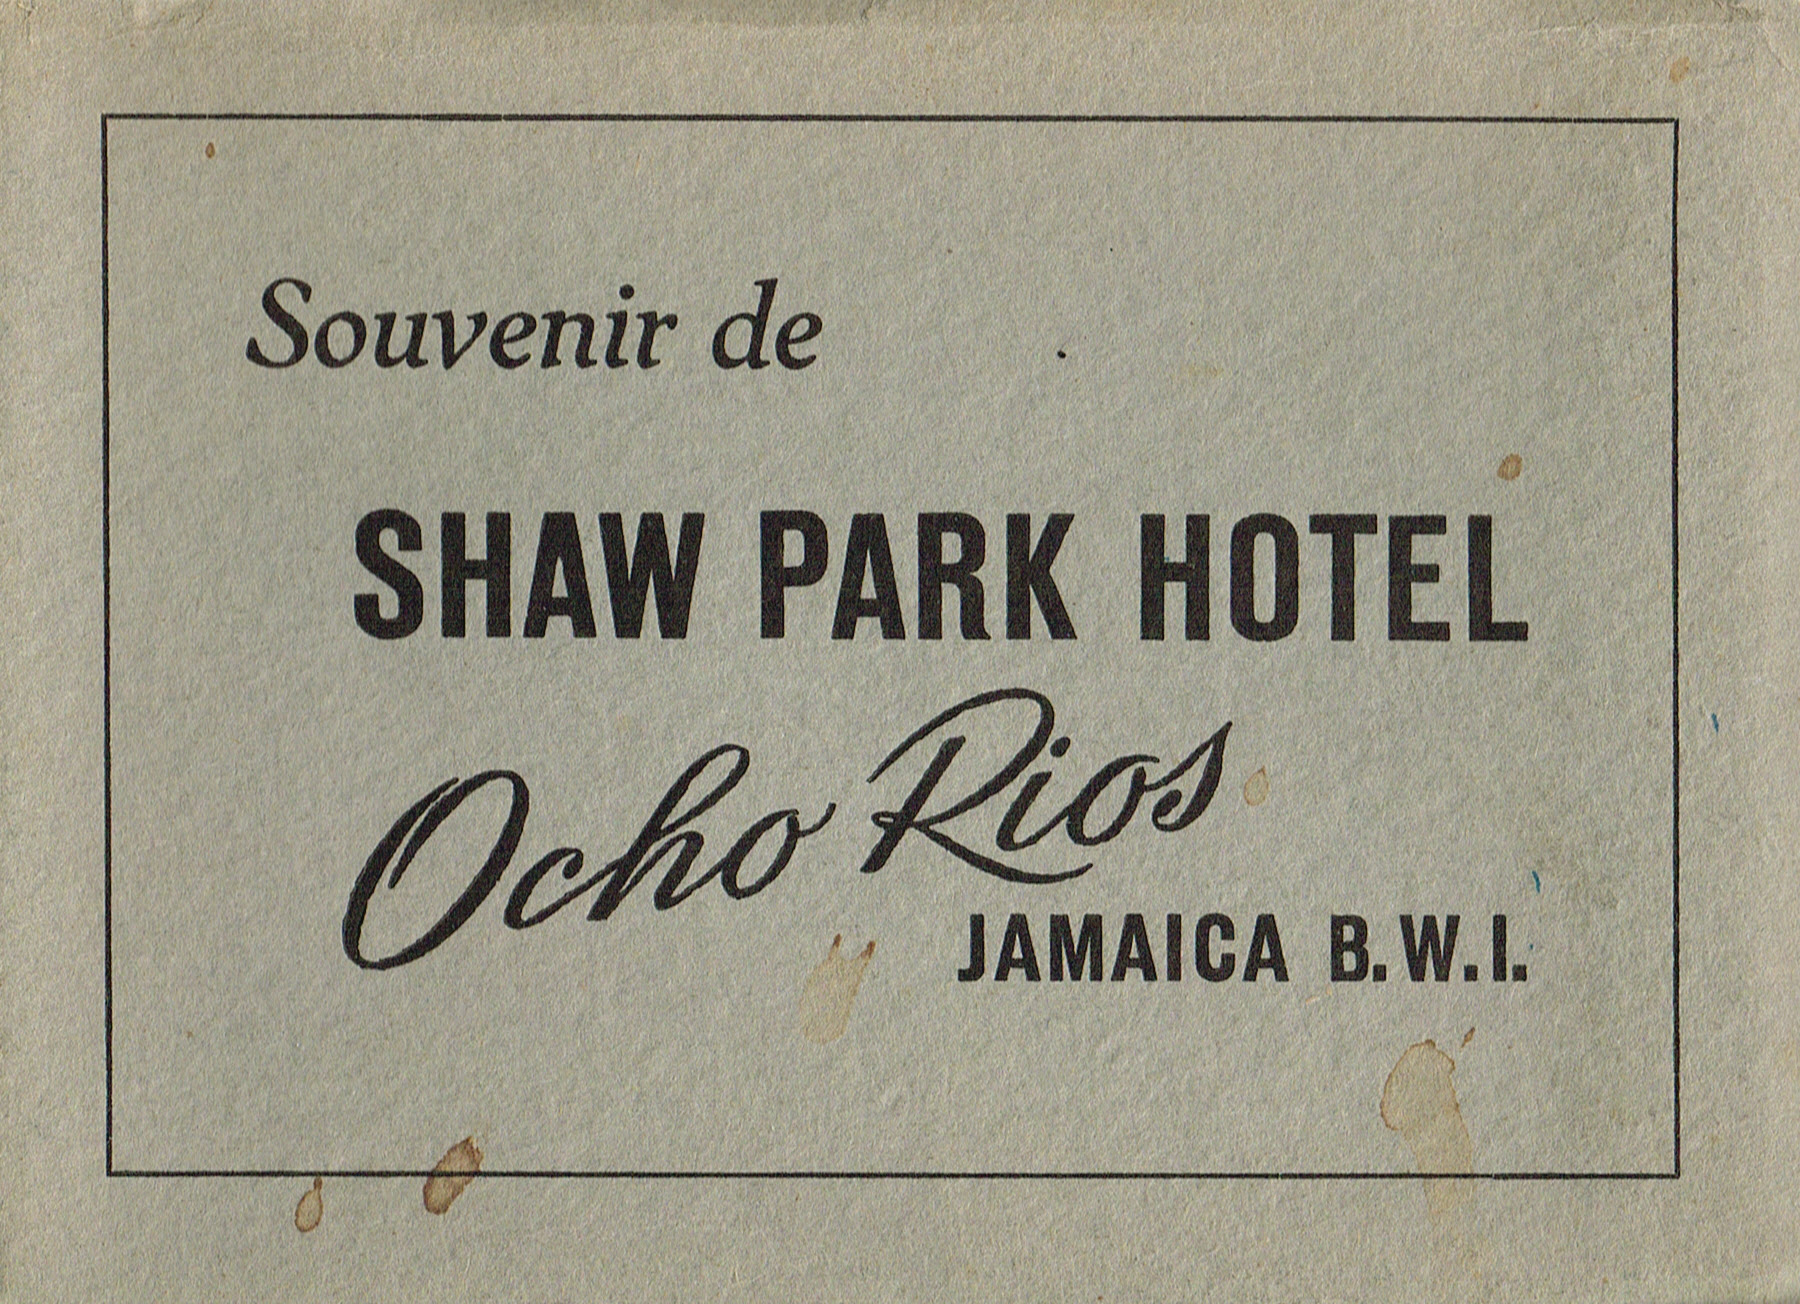 Souvenir de
SHAW PARK HOTEL
Ocho Rios
JAMAICA B.W.I.